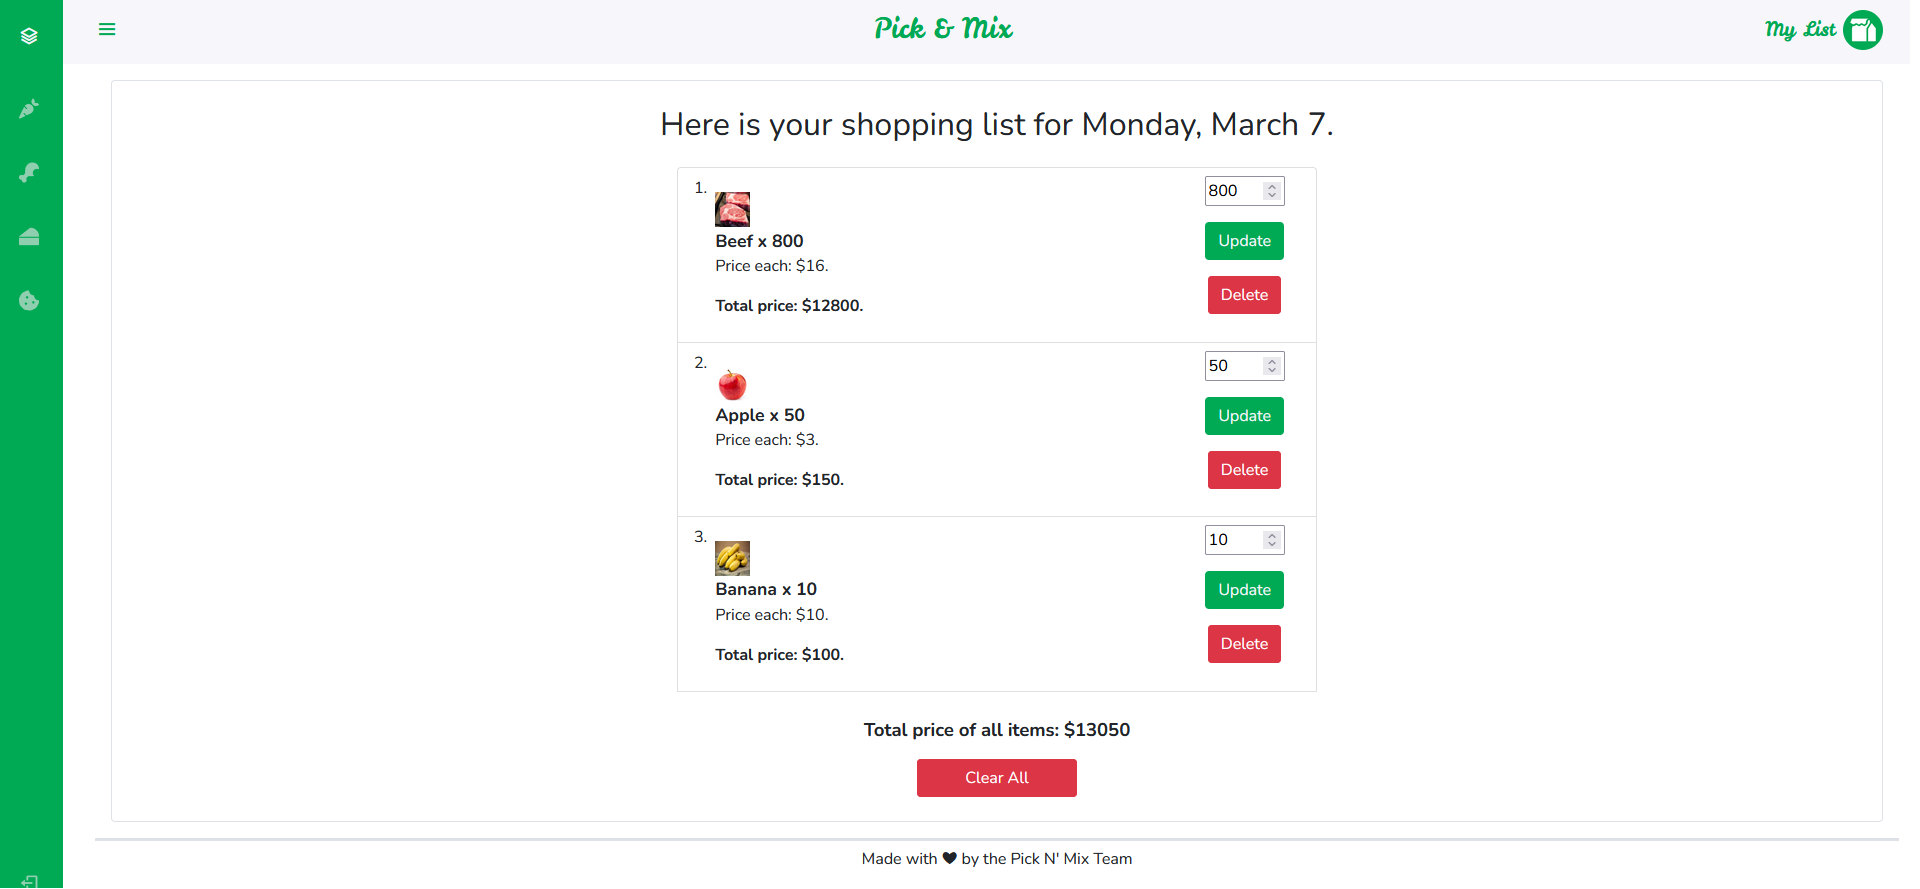 Pick & Mix
My List
Here is your shopping list for Monday, March 7.
1.
800
Beef x 800
Update
Price each: $16.
Delete
Total price: $12800.
2.
50
Apple x 50
Update
Price each: $3.
Delete
Total price: $150.
3.
10
Banana x 10
Update
Price each: $10.
Delete
Total price: $100.
Total price of all items: $13050
Clear All
Made with ♥ by the Pick N' Mix Team